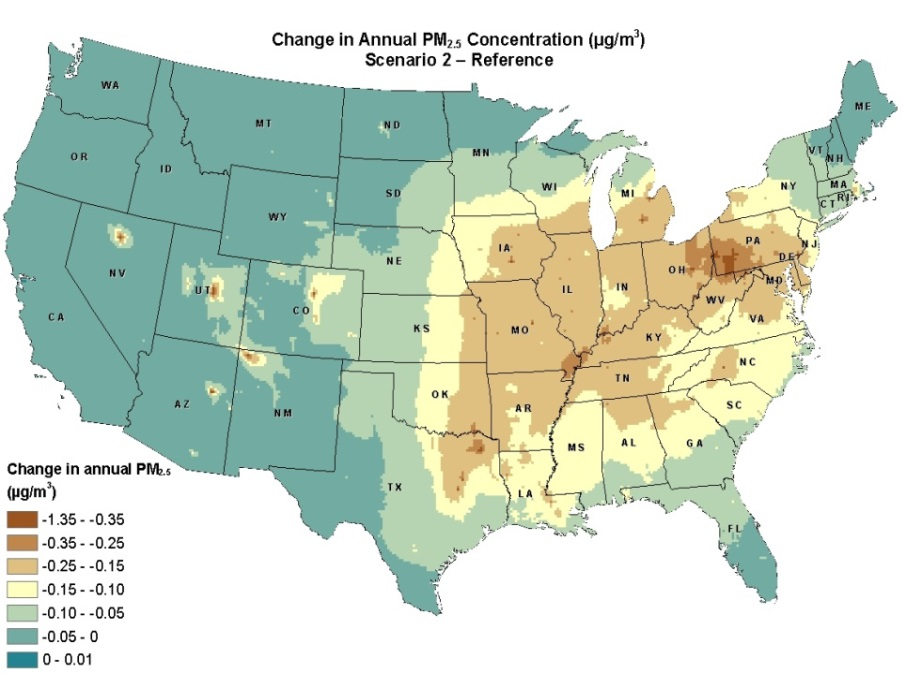 Change in Annual PM2.5 Concentration (µg/m3)
Scenario 2 – Reference
WA
MT
ND
ME
OR
ID
MN
VT
NH
SD
WI
MI
NY
MA
CT
RI
WY
IA
PA
NJ
NV
NE
OH
DE
UT
CO
IL
IN
MD
WV
CA
KS
MO
KY
VA
NC
TN
AZ
NM
OK
AR
SC
MS
AL
GA
TX
LA
FL
Change in annual PM2.5
(µg/m3)
-1.35 - -0.35
-0.35 - -0.25
-0.25 - -0.15
-0.15 - -0.10
-0.10 - -0.05
-0.05 - 0
0 - 0.01